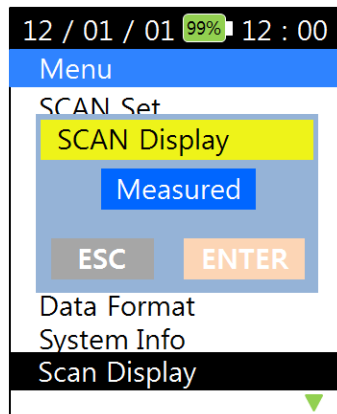 12 / 01 / 01 99% 12 : 00
Menu
SCAN Set
SCAN Display
Measured
ESC ENTER
Data Format
System Info
Scan Display